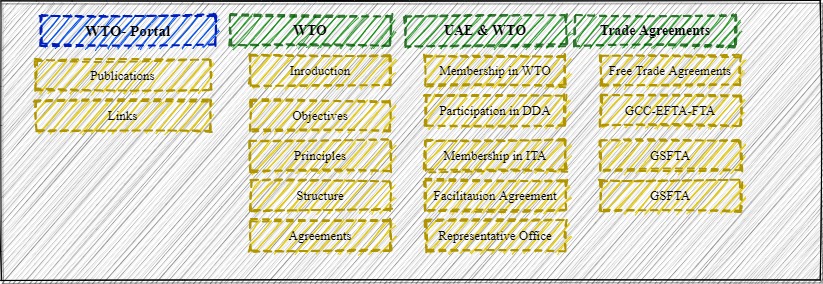 WTO- Portal
Publications
Links
WTO
Inroduction
Objectives
Principles
Structure
Agreements
UAE & WTO
Membership in WTO
Participation in DDA
Membership in ITA
Facilitauion Agreement
Representative Office
Trade Agreements
Free Trade Agreements
GCC-EFTA-FTA
GSFTA
GSFTA